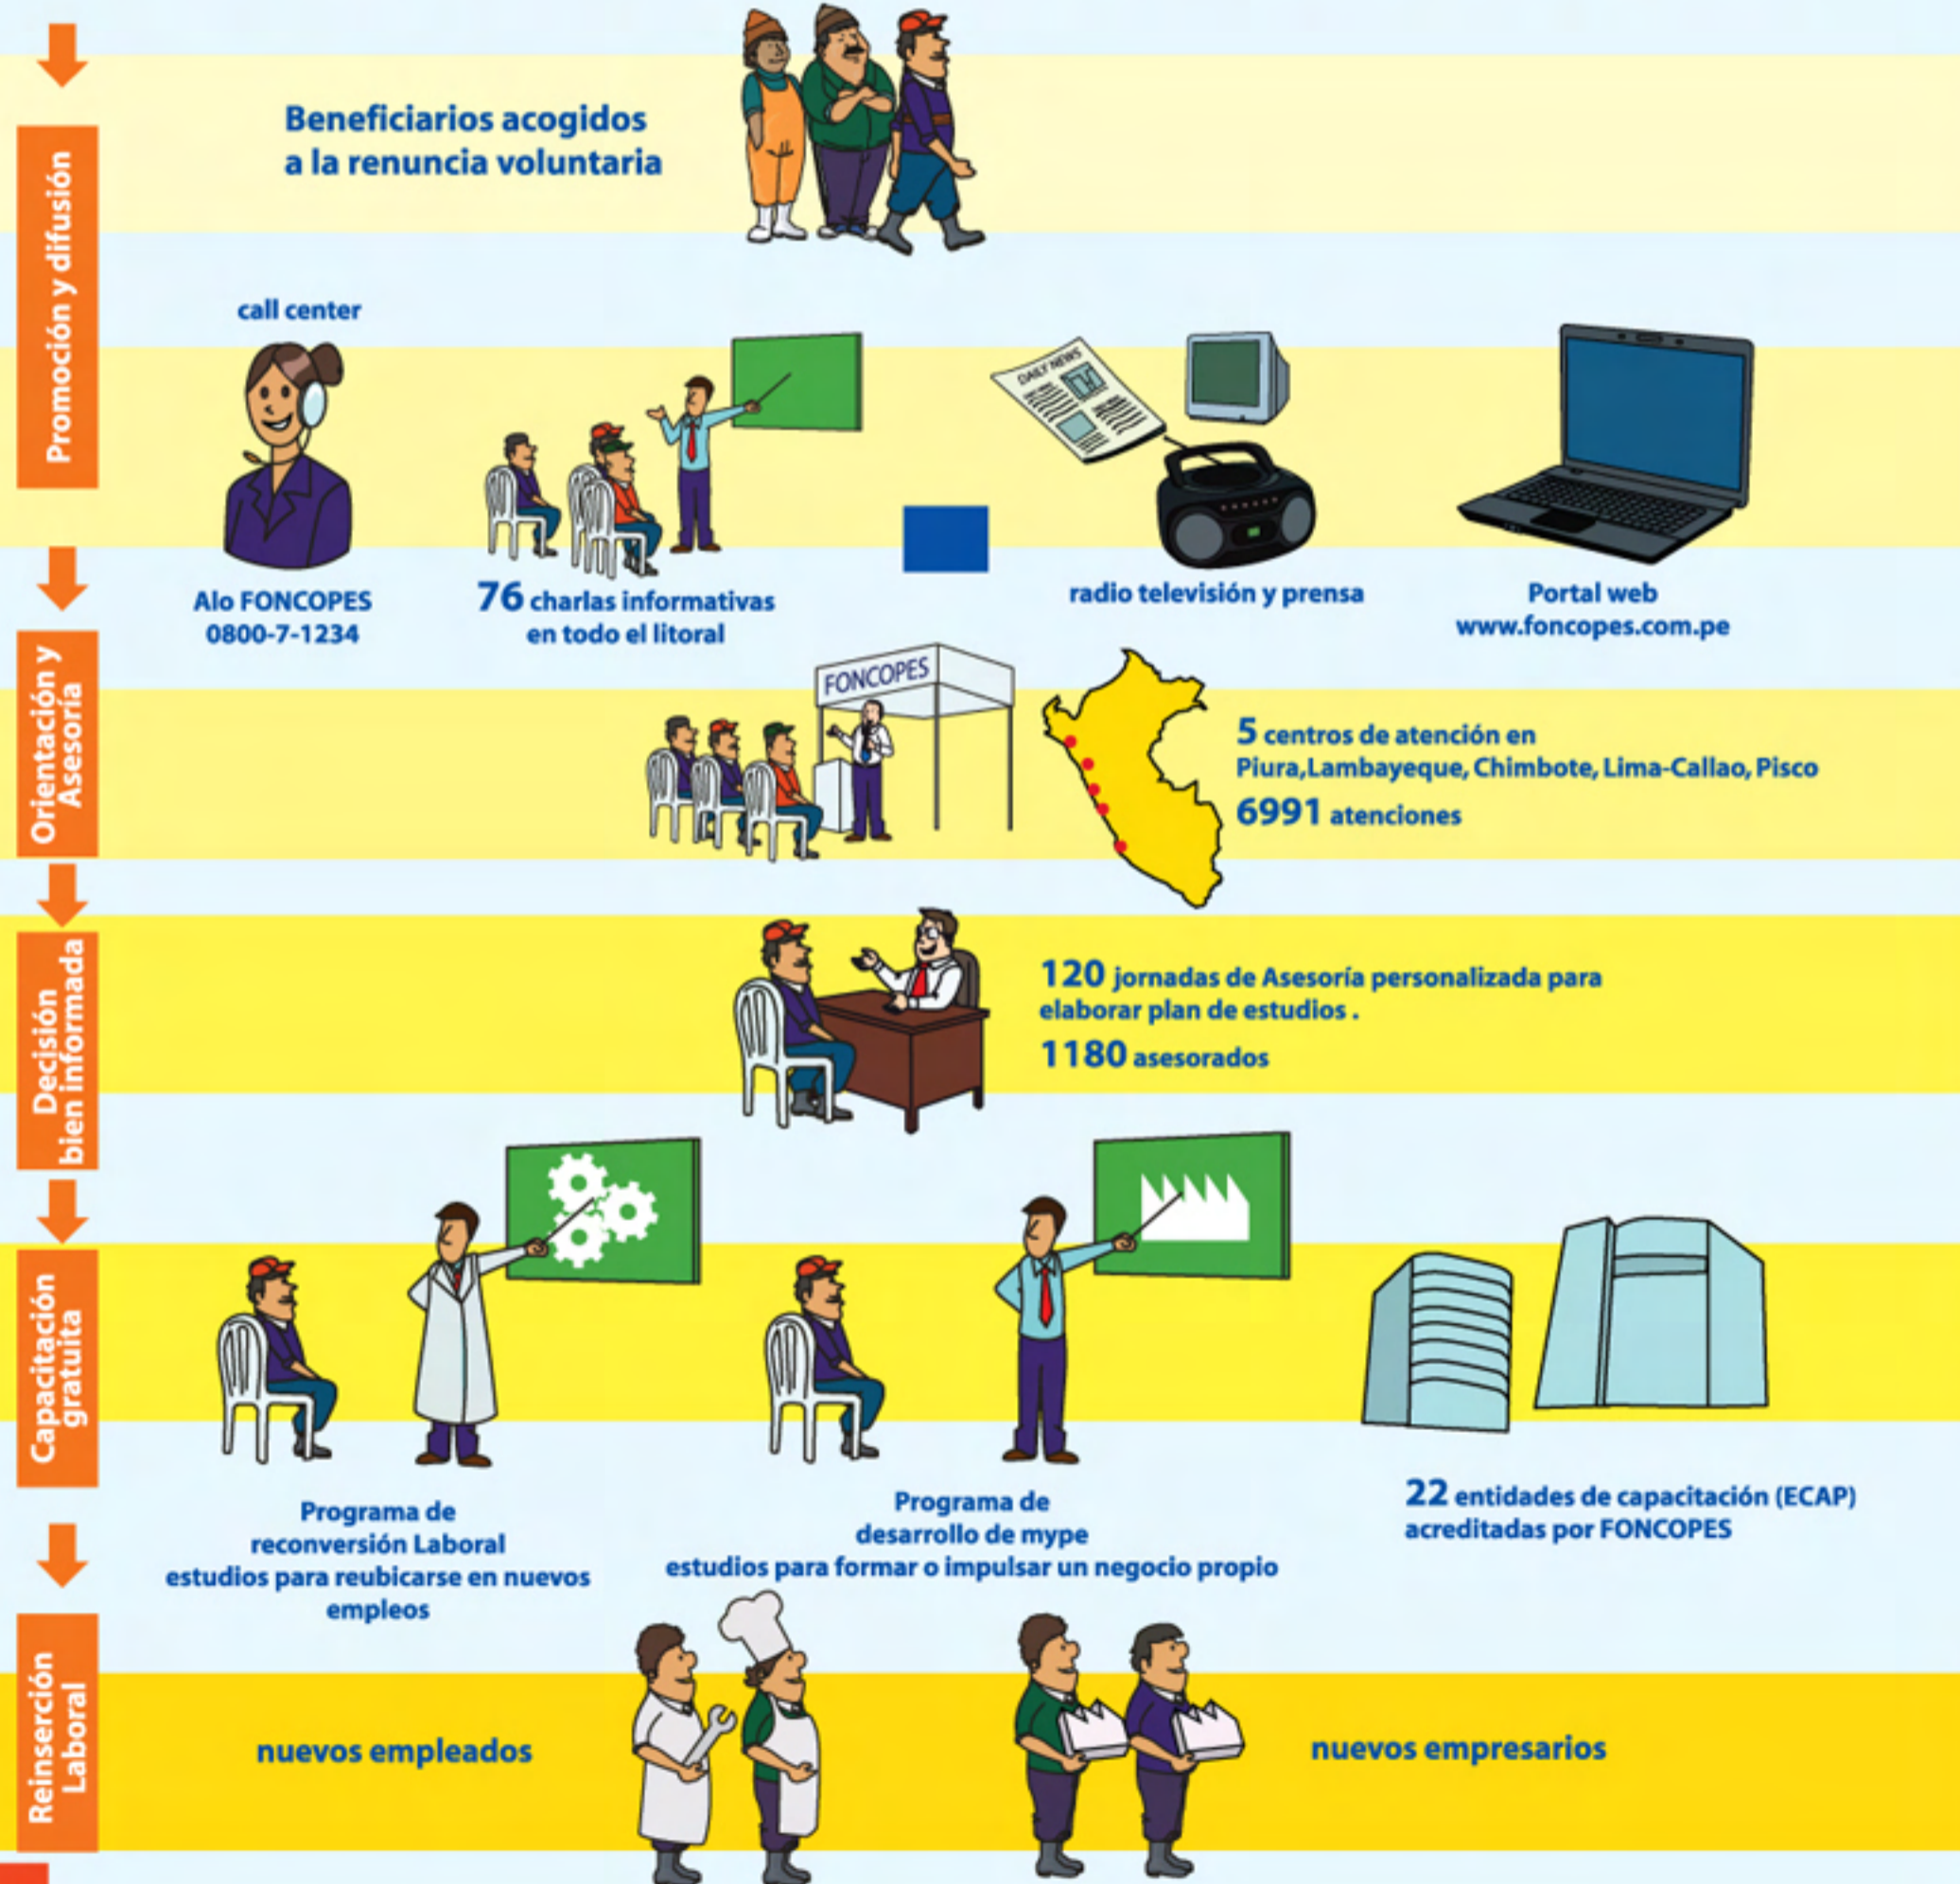 Promoción y difusión
Beneficiarios acogidos
a la renuncia voluntaria
call center
DAILY NEWS
Alo FONCOPES
0800-7-1234
76 charlas informativas
en todo el litoral
radio televisión y prensa
Portal web
www.foncopes.com.pe
Orientación y
Asesoría
FONCOPES
5 centros de atención en
Piura,Lambayeque, Chimbote, Lima-Callao, Pisco
6991 atenciones
Decisión
bien informada
120 jornadas de Asesoría personalizada para
elaborar plan de estudios .
1180 asesorados
Capacitación
gratuita
Programa de
reconversión Laboral
estudios para reubicarse en nuevos
empleos
Programa de
desarrollo de mype
estudios para formar o impulsar un negocio propio
22 entidades de capacitación (ECAP)
acreditadas por FONCOPES
Reinserción
Laboral
nuevos empleados
nuevos empresarios